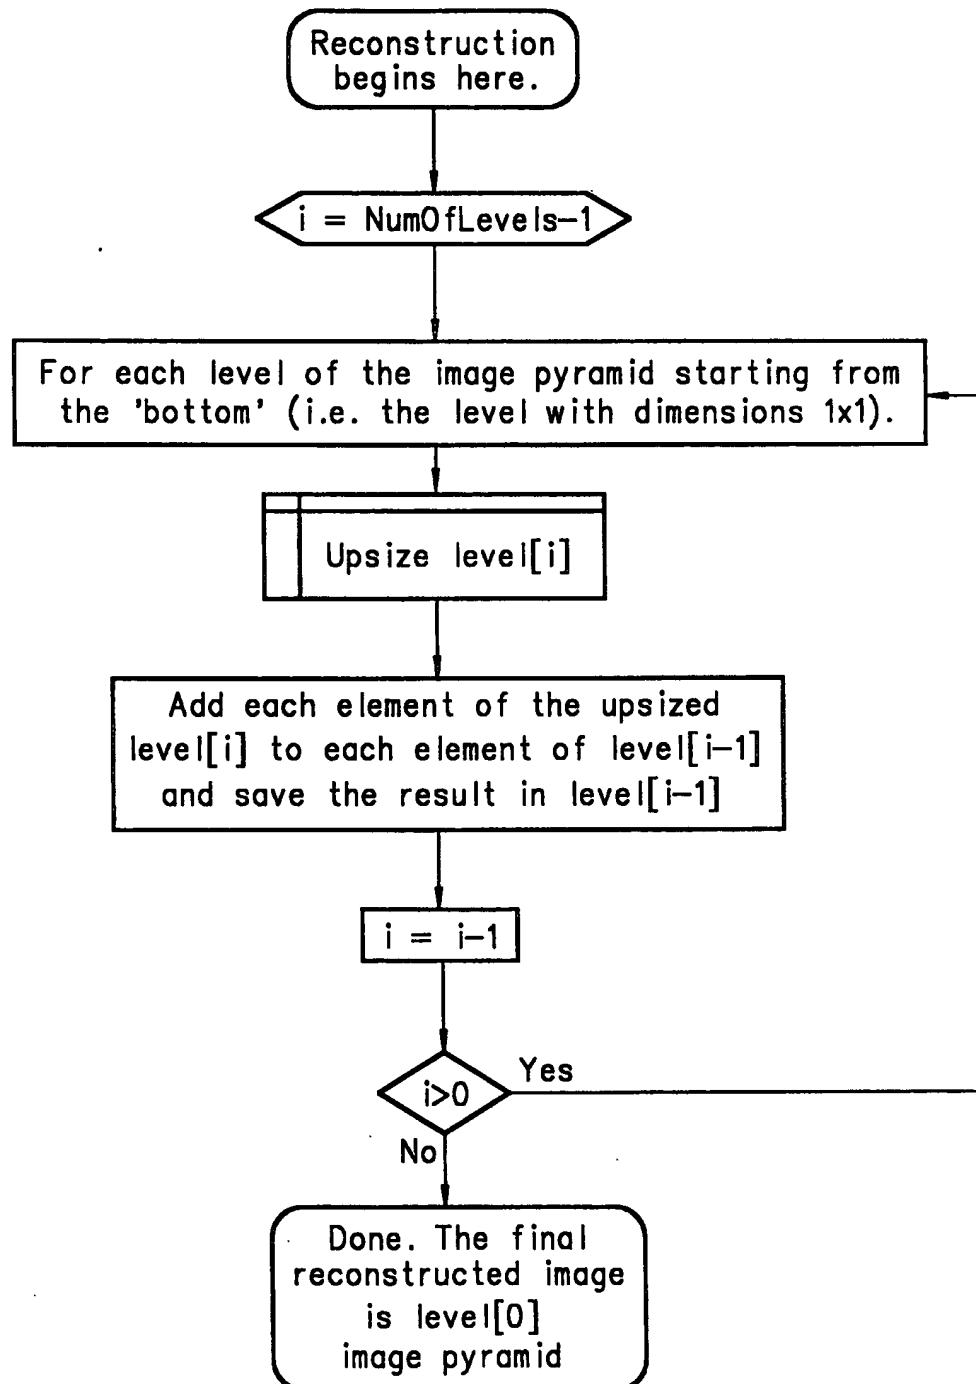 Reconstruction
begins here.
i = NumOfLevels-1
For each level of the image pyramid starting from
the 'bottom' (i.e. the level with dimensions 1x1).
Upsize level[i]
Add each element of the upsized
level[i] to each element of level[i-1]
and save the result in level[i-1]
i = i-1
i>0
Yes
No
Done. The final
reconstructed image
is level[0]
image pyramid